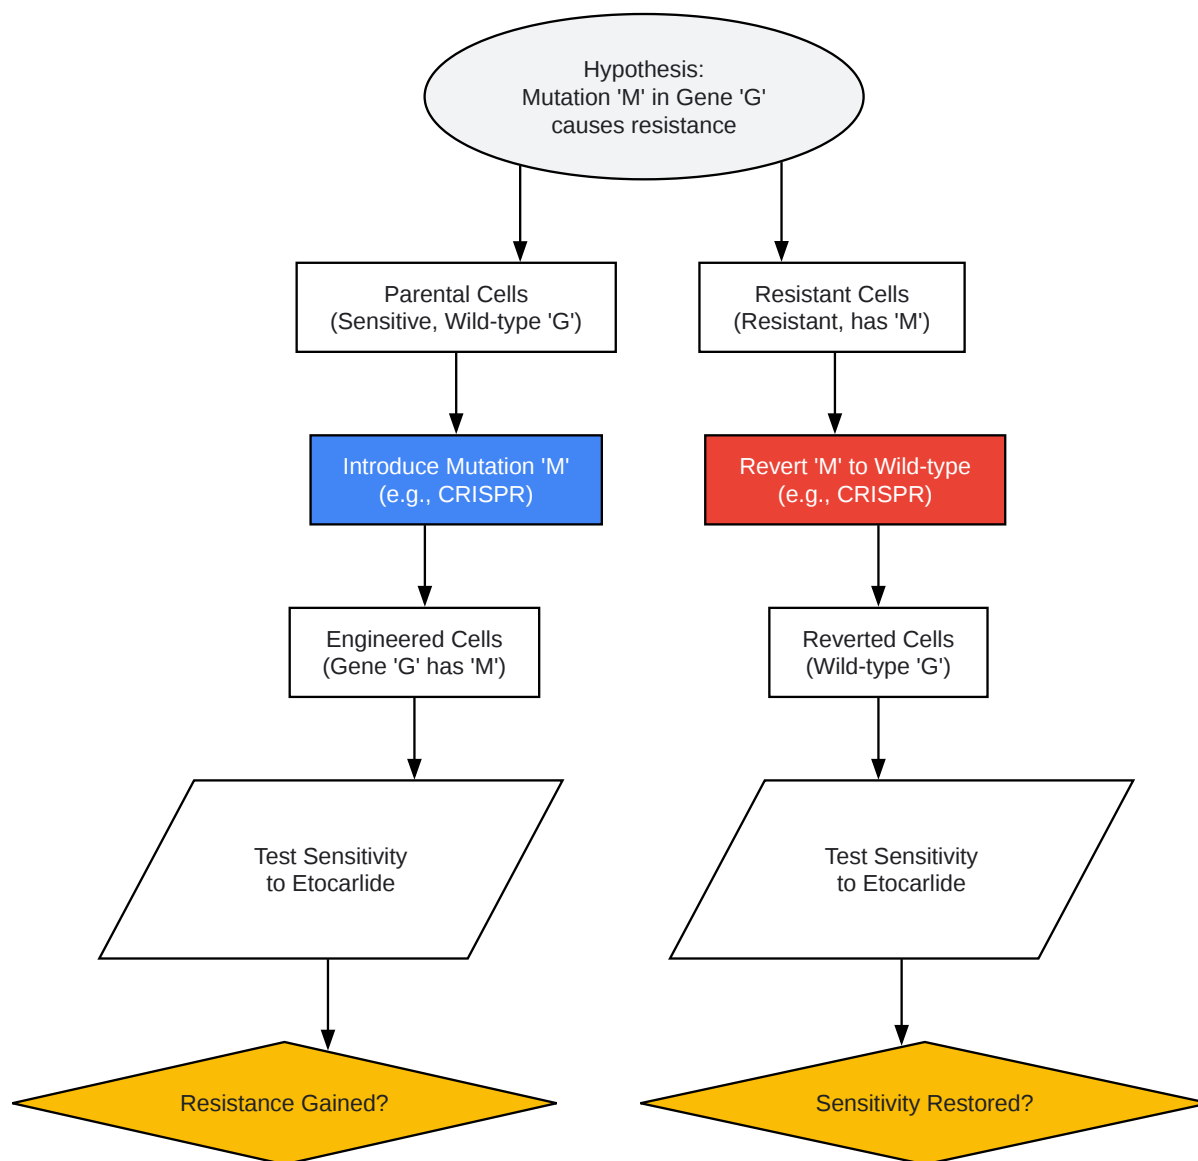 Hypothesis:
Mutation 'M' in Gene 'G'
causes resistance
Parental Cells
(Sensitive, Wild-type 'G')
Resistant Cells
(Resistant, has 'M')
Introduce Mutation 'M'
(e.g., CRISPR)
Revert 'M' to Wild-type
(e.g., CRISPR)
Engineered Cells
(Gene 'G' has 'M')
Reverted Cells
(Wild-type 'G')
Test Sensitivity
to Etocarlide
Test Sensitivity
to Etocarlide
Resistance Gained?
Sensitivity Restored?